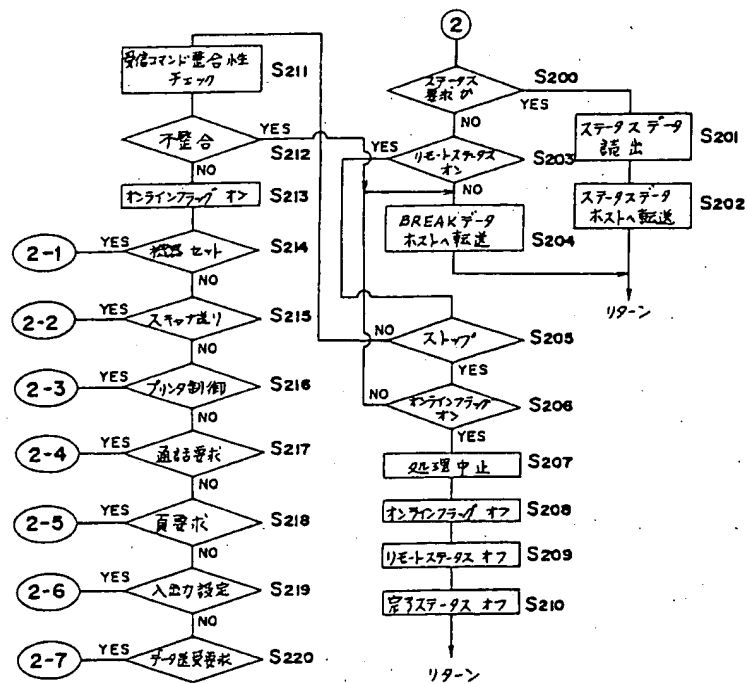 2
ステータス
要求か
S200
YES
NO
ステータスデータ
読出
S201
ステータスデータ
ホストへ転送
S202
リモートステータス
オン
S203
YES
NO
BREAKデータ
ホストへ転送
S204
リターン
ストップ
S205
NO
YES
オンラインフラッグ
オン
S206
NO
YES
処理中止
S207
オンラインフラッグ オフ
S208
リモートステータス オフ
S209
完了ステータス オフ
S210
リターン
受信コマンド整合性
チェック
S211
不整合
S212
YES
NO
オンラインフラッグ オン
S213
2-1
YES
セット
S214
NO
2-2
YES
スキャナ送り
S215
NO
2-3
YES
プリンタ制御
S216
NO
2-4
YES
通話要求
S217
NO
2-5
YES
頁要求
S218
NO
2-6
YES
入出力設定
S219
NO
2-7
YES
データ送受要求
S220